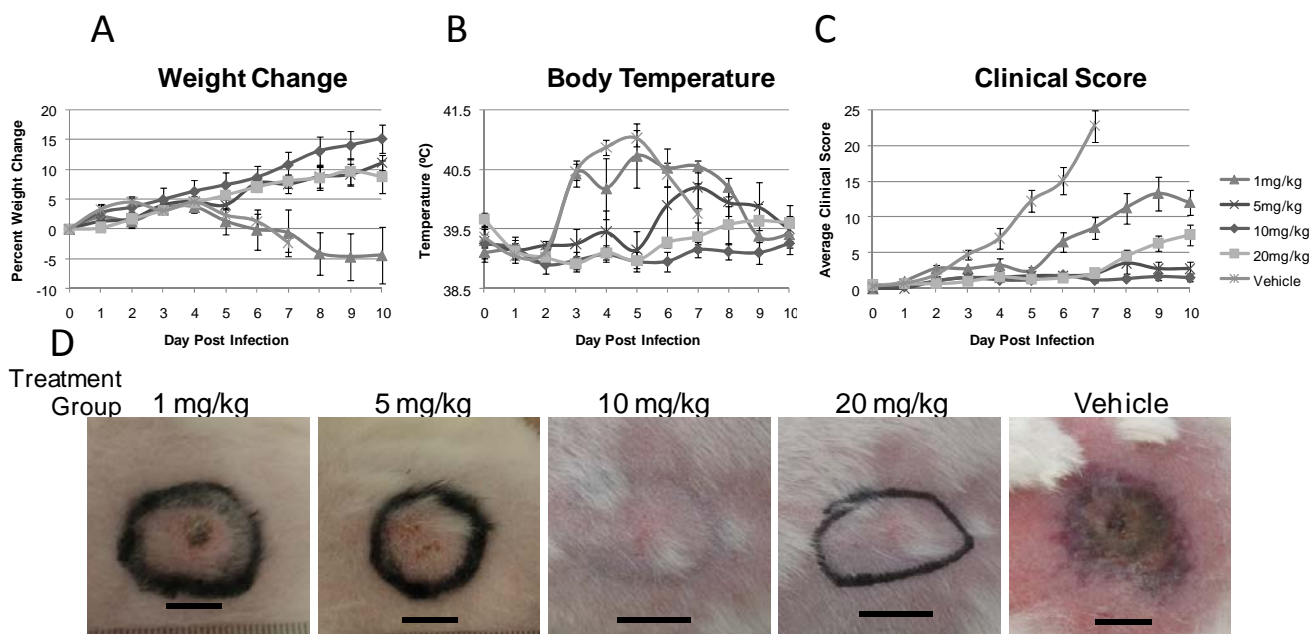 A
B
C
Weight Change
Body Temperature
Clinical Score
Percent Weight Change
20
15
10
5
0
-5
-10
0 1 2 3 4 5 6 7 8 9 10
Day Post Infection
Temperature (ºC)
41.5
40.5
39.5
38.5
0 1 2 3 4 5 6 7 8 9 10
Day Post Infection
Average Clinical Score
25
20
15
10
5
0
0 1 2 3 4 5 6 7 8 9 10
Day Post Infection
1mg/kg
5mg/kg
10mg/kg
20mg/kg
Vehicle
D
Treatment
Group
1 mg/kg
5 mg/kg
10 mg/kg
20 mg/kg
Vehicle